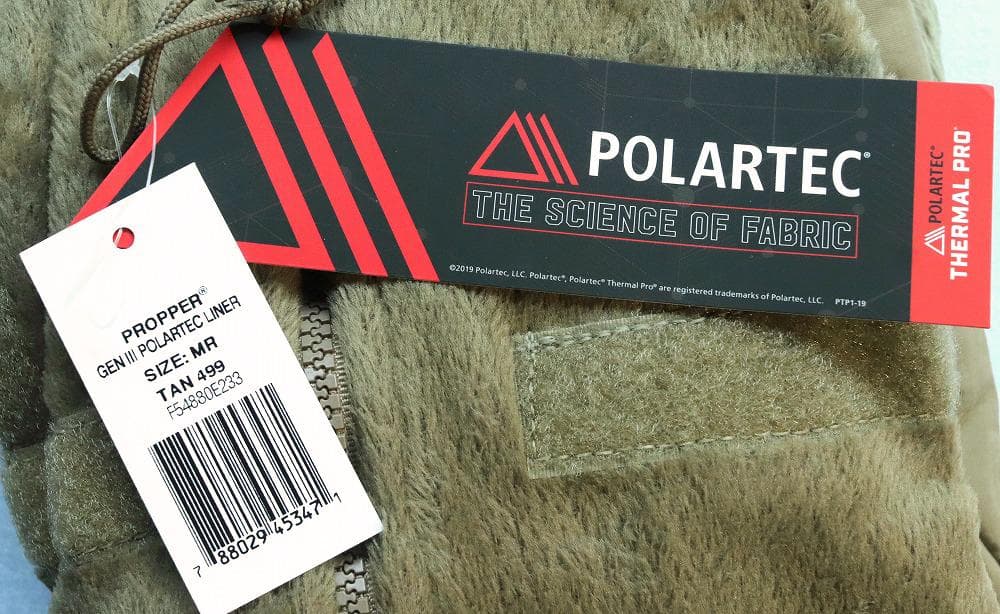 POLARTEC®
THE SCIENCE OF FABRIC
©2019 Polartec, LLC. Polartec®, Polartec® Thermal Pro® are registered trademarks of Polartec, LLC. PTP1-19
POLARTEC®
THERMAL PRO®
PROPPER®
GEN III POLARTEC LINER
SIZE: MR
TAN 499
F54880E233
7 88029 45347 1